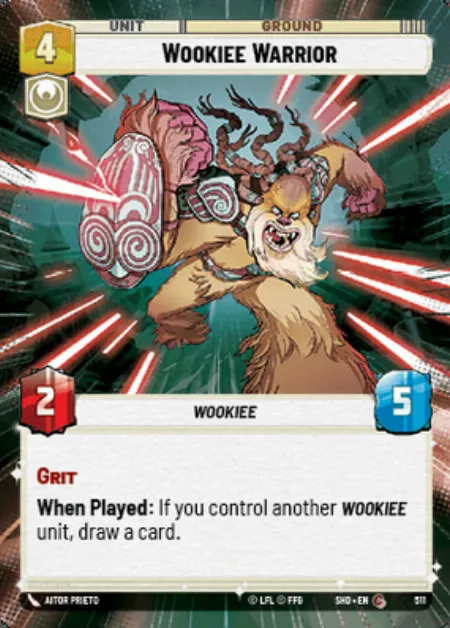 UNIT GROUND
4
WOOKIEE WARRIOR
2 WOOKIEE 5
GRIT
When Played: If you control another WOOKIEE
unit, draw a card.
AITOR PRIETO © LFL © FFG SHD • EN C 511